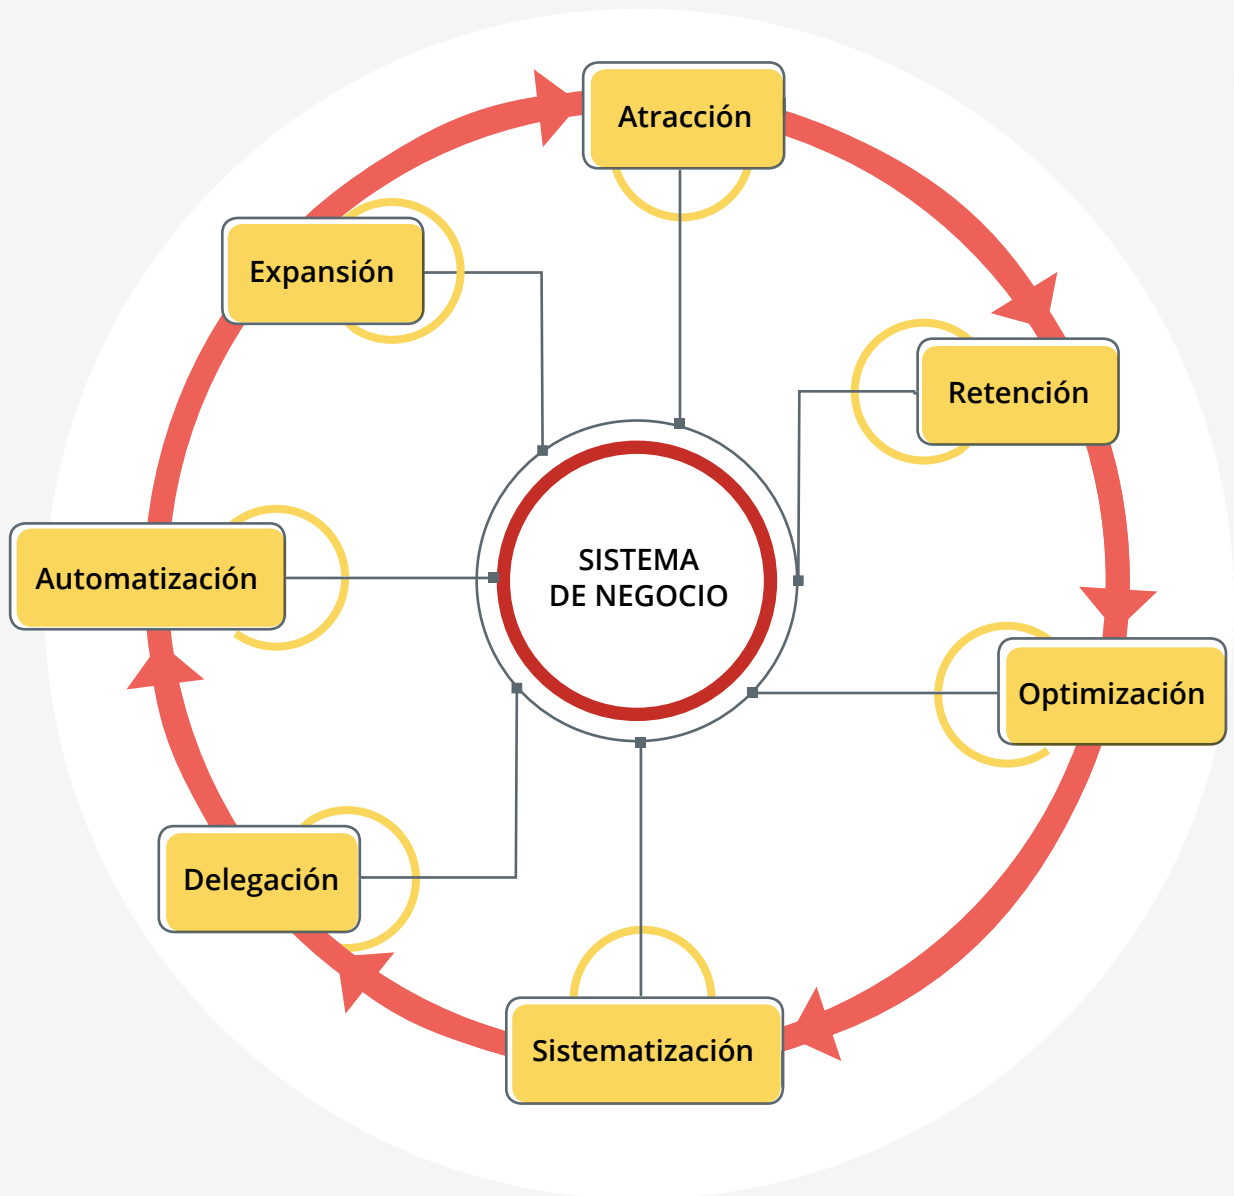 Atracción
Retención
Optimización
Sistematización
Delegación
Automatización
Expansión
SISTEMA
DE NEGOCIO